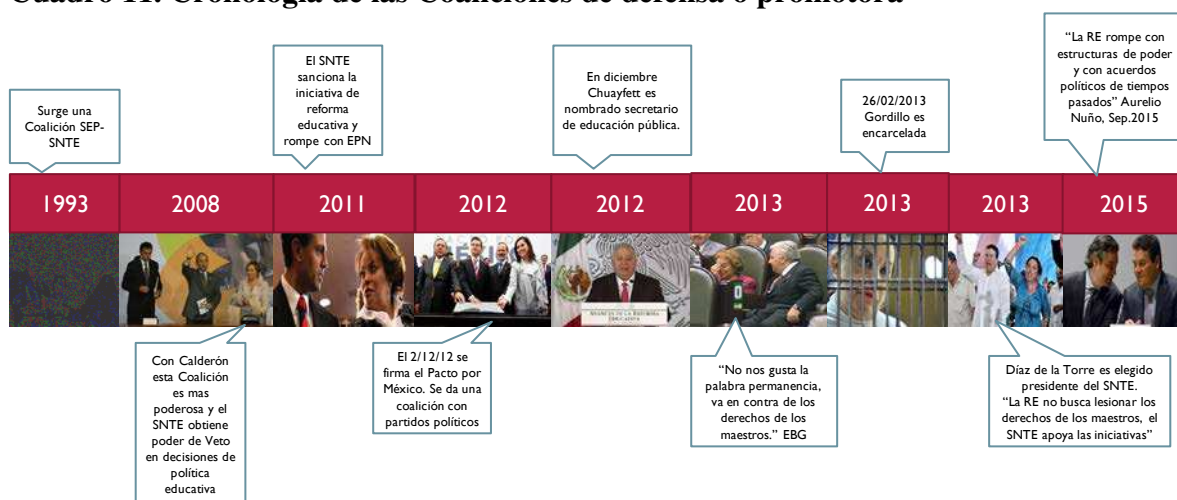 Cuadro 11. Cronología de las Coaliciones de defensa o promotora
Surge una
Coalición SEP-
SNTE
El SNTE
sanciona la
iniciativa de
reforma
educativa y
rompe con EPN
En diciembre
Chuayfett es
nombrado secretario
de educación pública.
26/02/2013
Gordillo es
encarcelada
“La RE rompe con
estructuras de poder
y con acuerdos
políticos de tiempos
pasados” Aurelio
Nuño, Sep.2015
1993
2008
2011
2012
2012
2013
2013
2013
2015
Con Calderón
esta Coalición
es mas
poderosa y el
SNTE obtiene
poder de Veto
en decisiones de
política
educativa
El 2/12/12 se
firma el Pacto por
México. Se da una
coalición con
partidos políticos
“No nos gusta la
palabra permanencia,
va en contra de los
derechos de los
maestros.” EBG
Díaz de la Torre es elegido
presidente del SNTE.
“La RE no busca lesionar los
derechos de los maestros, el
SNTE apoya las iniciativas”